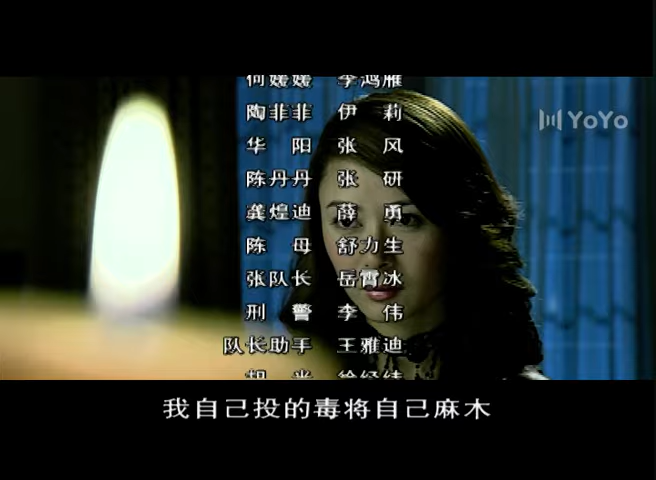 何媛媛 李鸿雁
陶菲菲 伊莉
YoYo
华阳 张风
陈丹丹 张研
龚煌迪 薛勇
陈母 舒力生
张队长 岳霄冰
刑警 李伟
队长助手 王雅迪
我自己投的毒将自己麻木